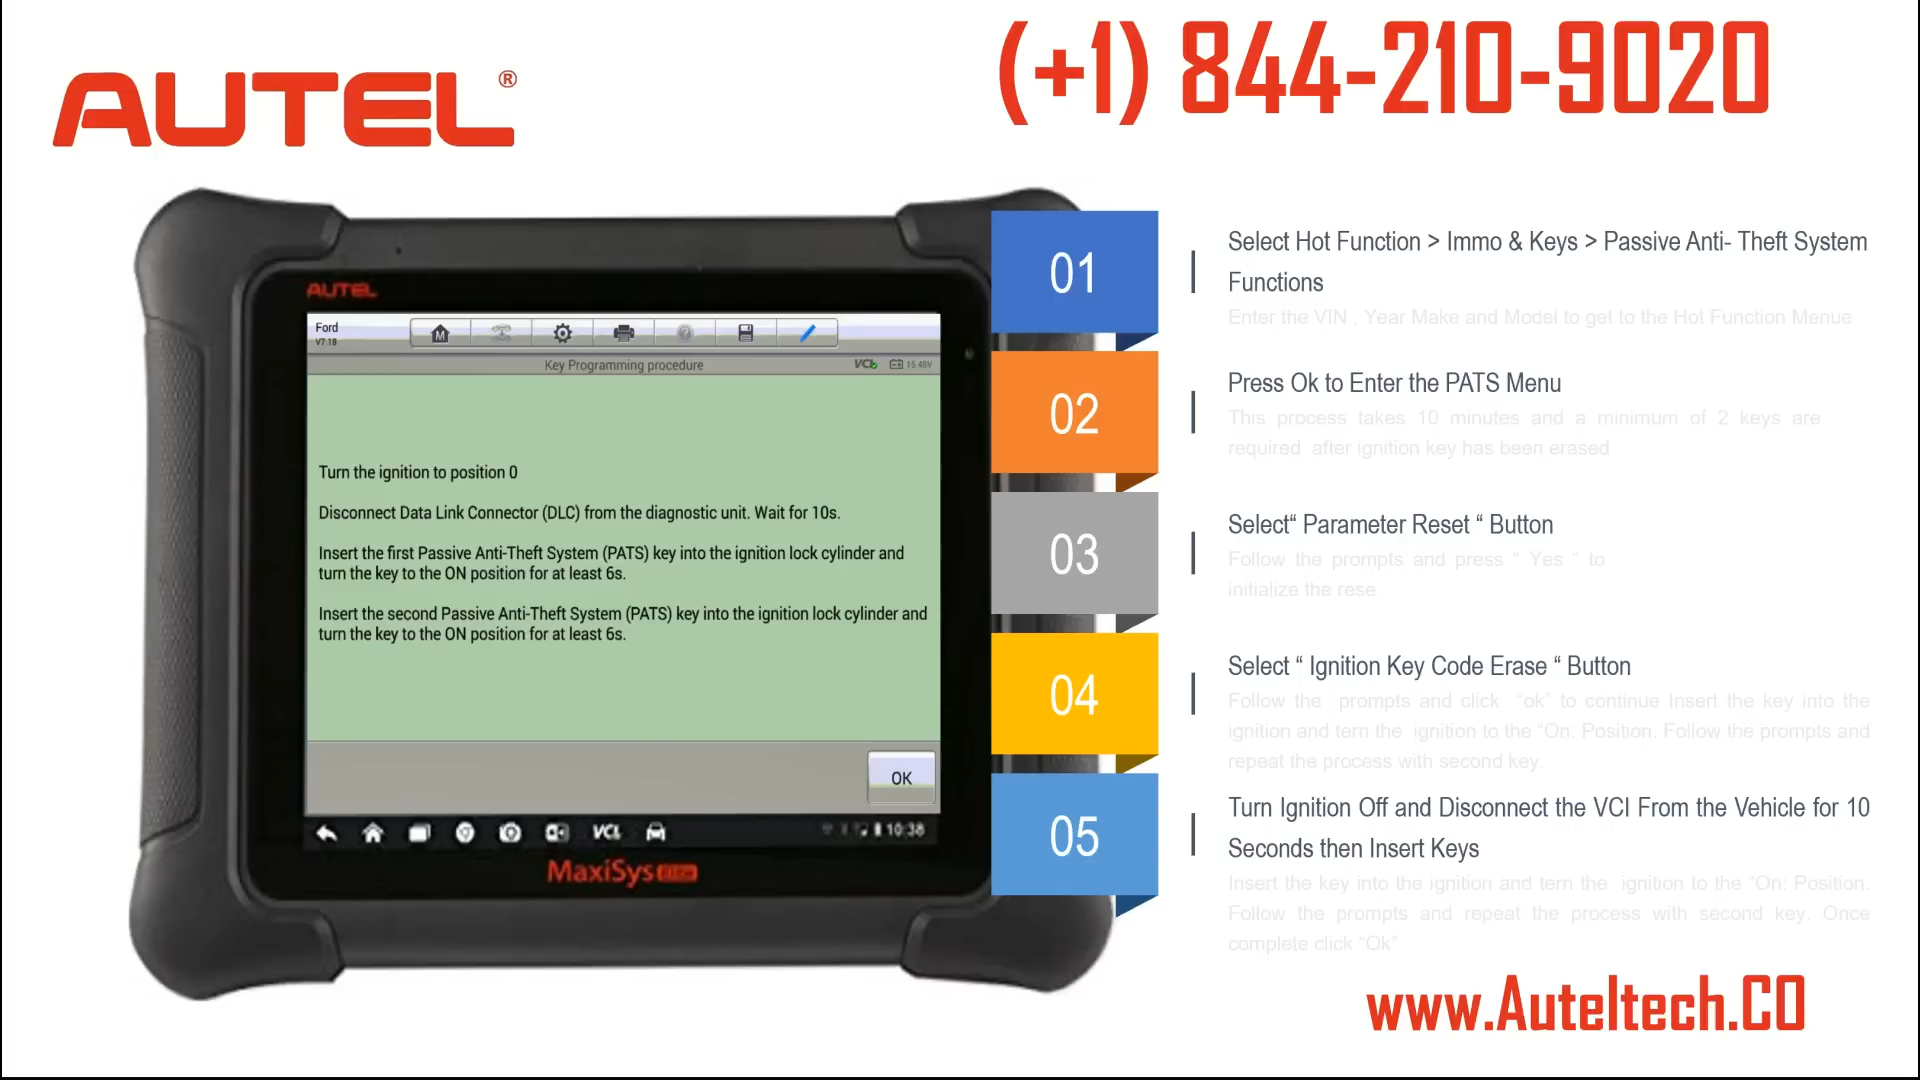 AUTEL®
(+1) 844-210-9020
AUTEL
Ford
V7.18
M
Key Programming procedure
VCI
15.45V
Turn the ignition to position 0
Disconnect Data Link Connector (DLC) from the diagnostic unit. Wait for 10s.
Insert the first Passive Anti-Theft System (PATS) key into the ignition lock cylinder and
turn the key to the ON position for at least 6s.
Insert the second Passive Anti-Theft System (PATS) key into the ignition lock cylinder and
turn the key to the ON position for at least 6s.
OK
VCI
10:38
MaxiSys
01
Select Hot Function > Immo & Keys > Passive Anti- Theft System
Functions
Enter the VIN , Year Make and Model to get to the Hot Function Menue
02
Press Ok to Enter the PATS Menu
This process takes 10 minutes and a minimum of 2 keys are
required after ignition key has been erased
03
Select“ Parameter Reset “ Button
Follow the prompts and press “ Yes “ to
initialize the rese.
04
Select “ Ignition Key Code Erase “ Button
Follow the prompts and click “ok” to continue Insert the key into the
ignition and tern the ignition to the “On: Position. Follow the prompts and
repeat the process with second key.
05
Turn Ignition Off and Disconnect the VCI From the Vehicle for 10
Seconds then Insert Keys
Insert the key into the ignition and tern the ignition to the “On: Position.
Follow the prompts and repeat the process with second key. Once
complete click “Ok”
www.Auteltech.CO